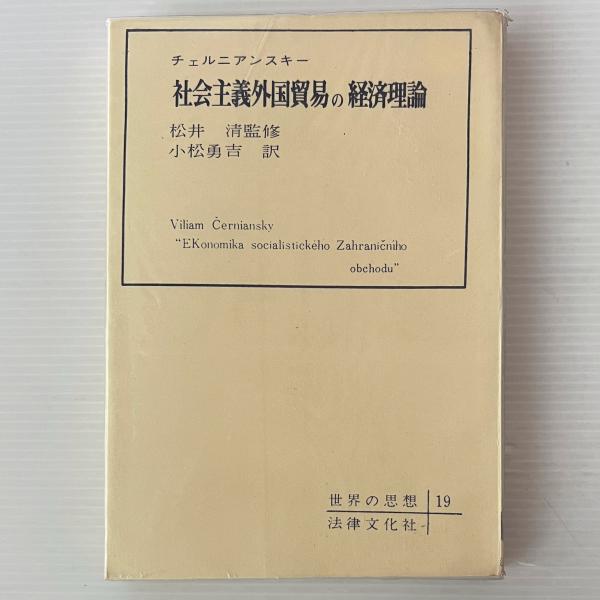 チェルニアンスキー
社会主義外国貿易の経済理論
松井 清監修
小松勇吉 訳
Viliam Černiansky
"EKonomika socialistického Zahraničniho
obchodu"
世界の思想 19
法律文化社